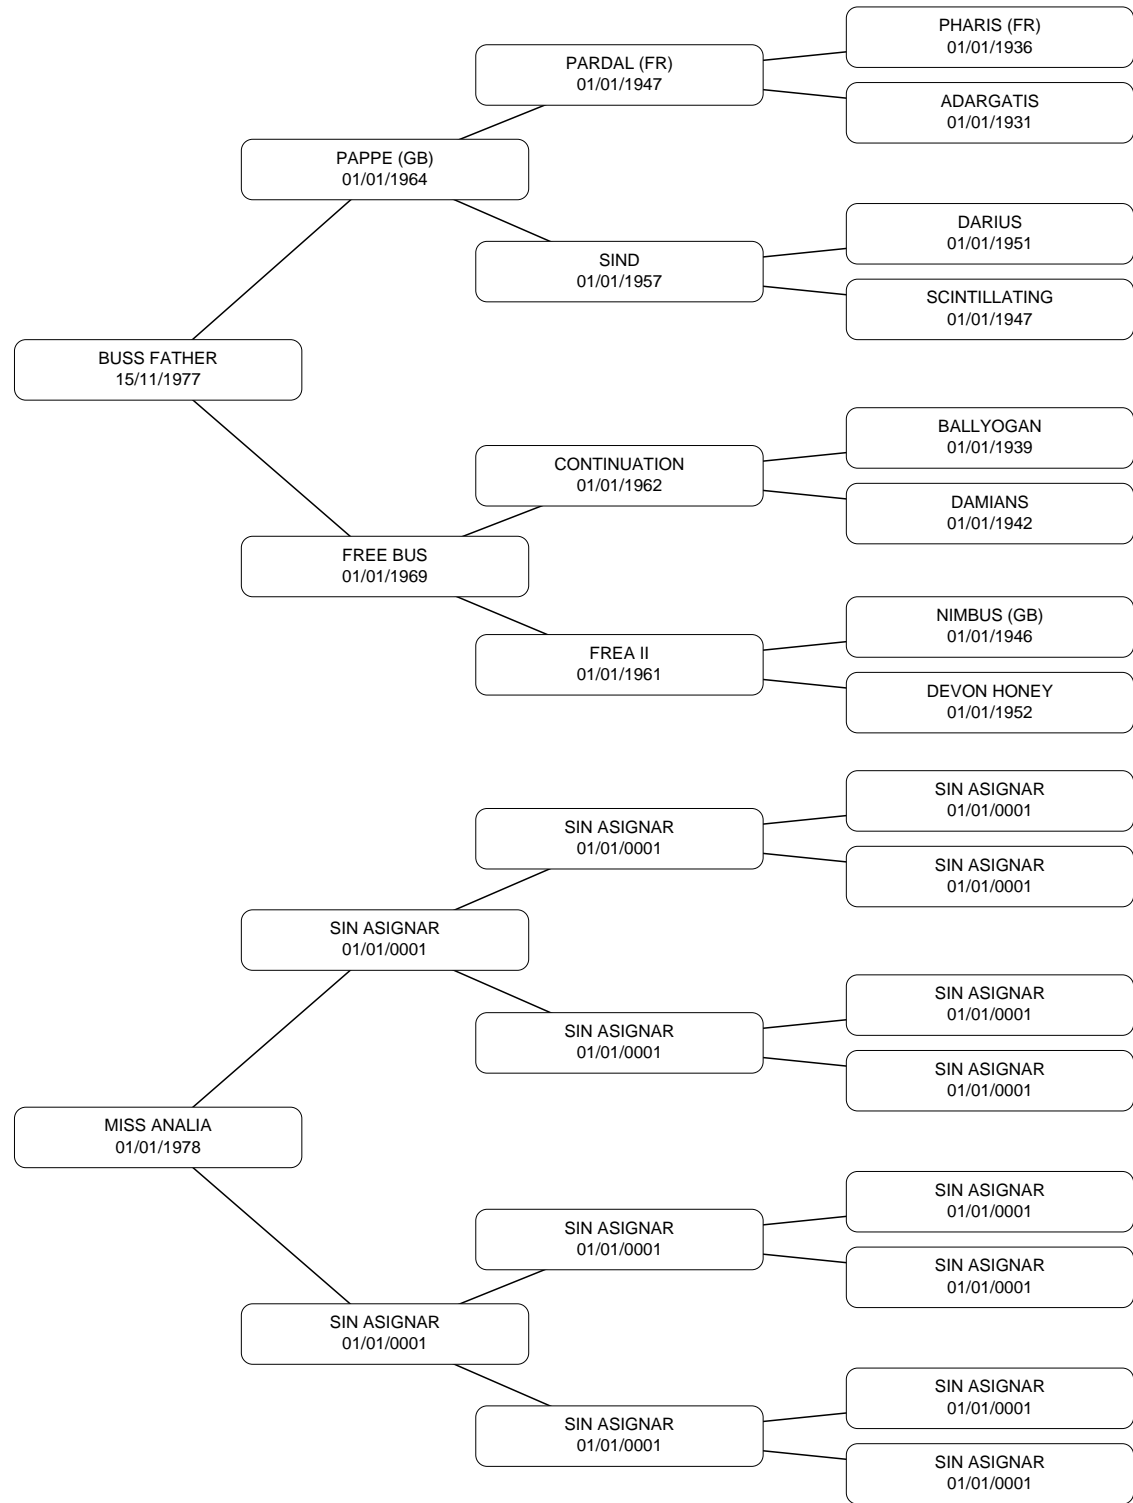 PHARIS (FR)
01/01/1936
PARDAL (FR)
01/01/1947
ADARGATIS
01/01/1931
PAPPE (GB)
01/01/1964
DARIUS
01/01/1951
SIND
01/01/1957
SCINTILLATING
01/01/1947
BUSS FATHER
15/11/1977
BALLYOGAN
01/01/1939
CONTINUATION
01/01/1962
DAMIANS
01/01/1942
FREE BUS
01/01/1969
NIMBUS (GB)
01/01/1946
FREA II
01/01/1961
DEVON HONEY
01/01/1952
SIN ASIGNAR
01/01/0001
SIN ASIGNAR
01/01/0001
SIN ASIGNAR
01/01/0001
SIN ASIGNAR
01/01/0001
SIN ASIGNAR
01/01/0001
SIN ASIGNAR
01/01/0001
SIN ASIGNAR
01/01/0001
MISS ANALIA
01/01/1978
SIN ASIGNAR
01/01/0001
SIN ASIGNAR
01/01/0001
SIN ASIGNAR
01/01/0001
SIN ASIGNAR
01/01/0001
SIN ASIGNAR
01/01/0001
SIN ASIGNAR
01/01/0001
SIN ASIGNAR
01/01/0001